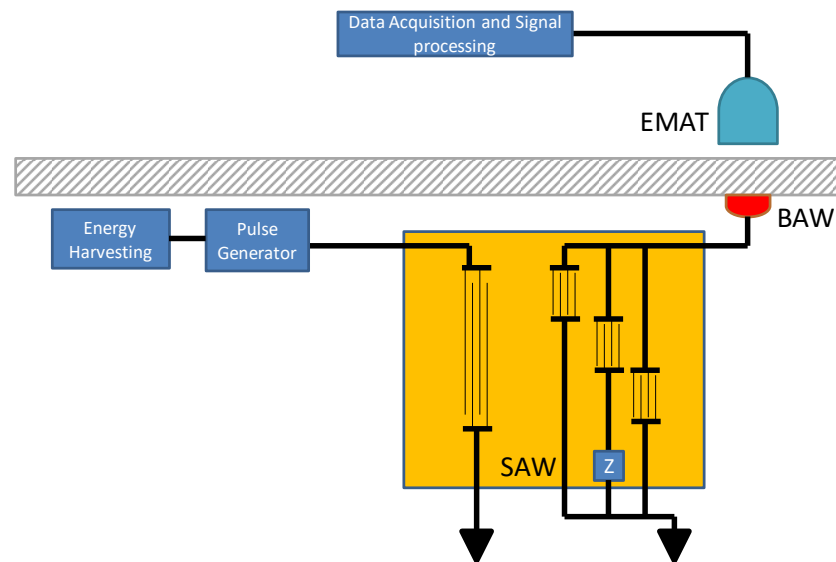 Data Acquisition and Signal
processing
EMAT
BAW
Energy
Harvesting
Pulse
Generator
SAW
Z